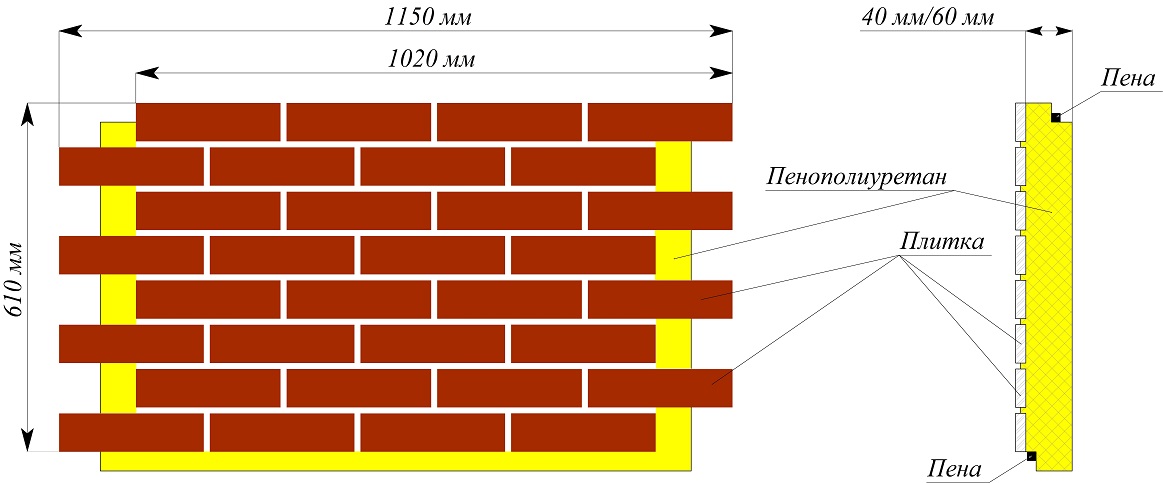 1150 мм
40 мм/60 мм
1020 мм
Пена
Пенополиуретан
Плитка
610 мм
Пена